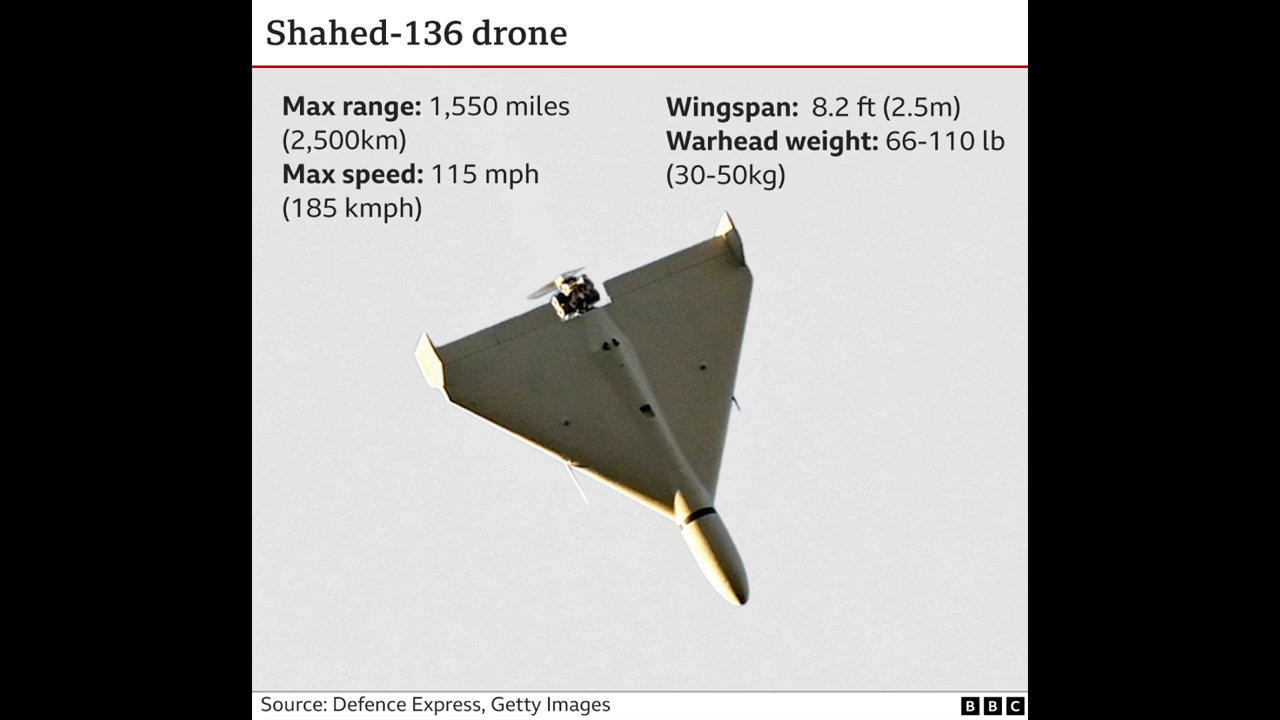 Shahed-136 drone
Max range: 1,550 miles
(2,500km)
Max speed: 115 mph
(185 kmph)
Wingspan: 8.2 ft (2.5m)
Warhead weight: 66-110 lb
(30-50kg)
Source: Defence Express, Getty Images
BBC